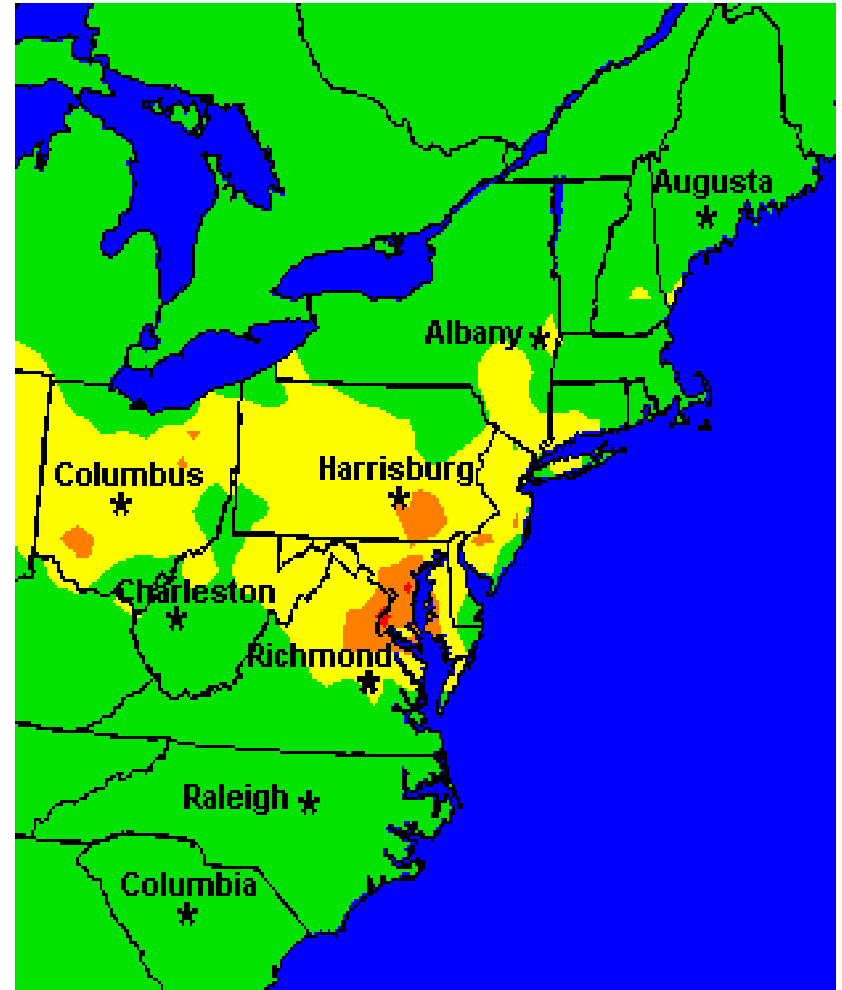 Augusta
Albany
Harrisburg
Columbus
Charleston
Richmond
Raleigh
Columbia